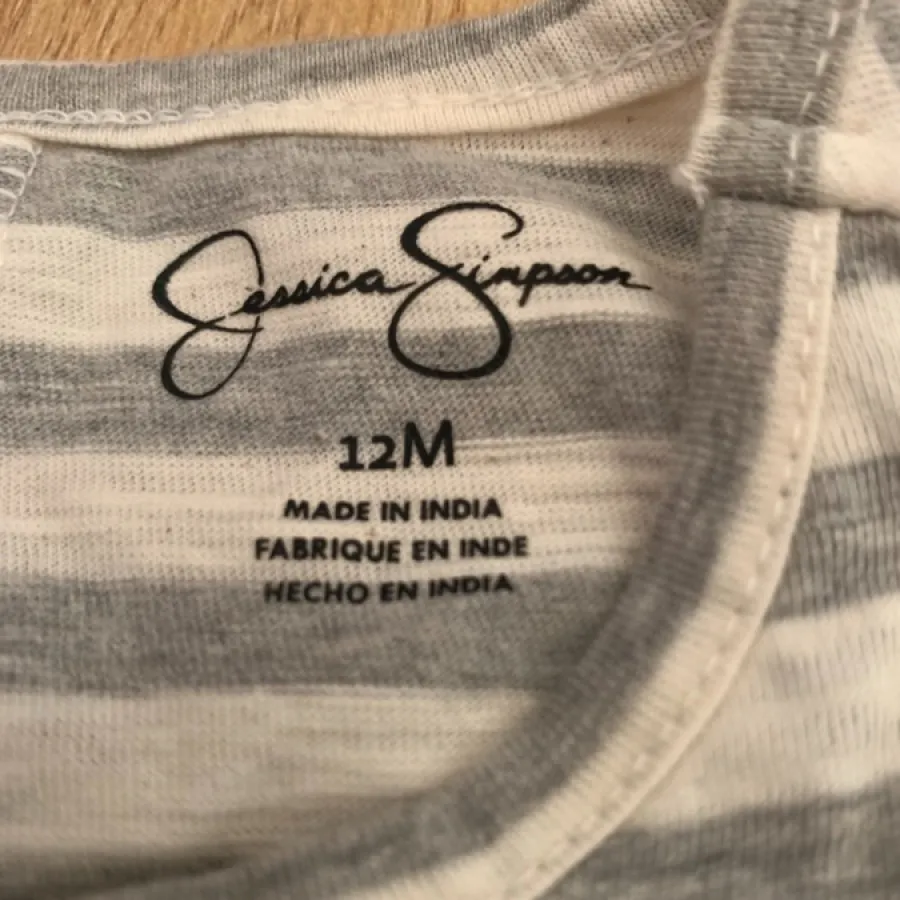 Jessica Simpson
12M
MADE IN INDIA
FABRIQUE EN INDE
HECHO EN INDIA